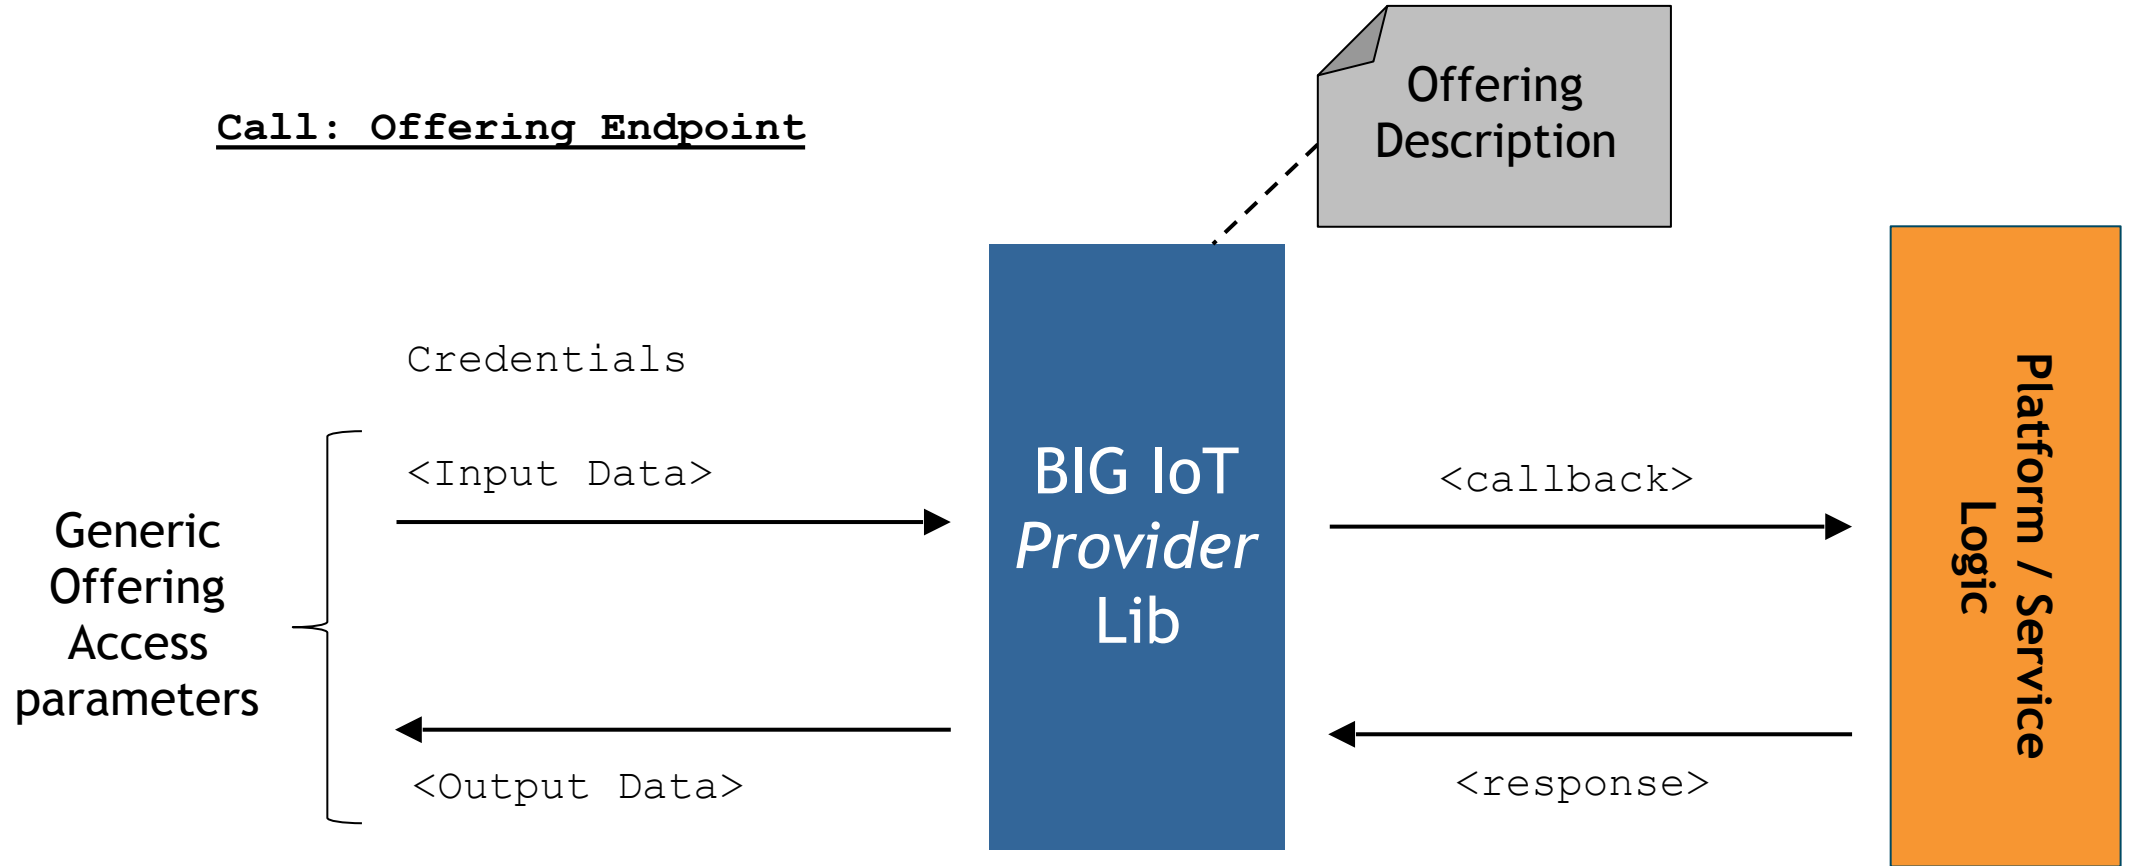 Offering
Description
Call: Offering Endpoint
Credentials
<Input Data>
Generic
Offering
Access
parameters
<Output Data>
BIG IoT
Provider
Lib
<callback>
<response>
Platform / Service
Logic